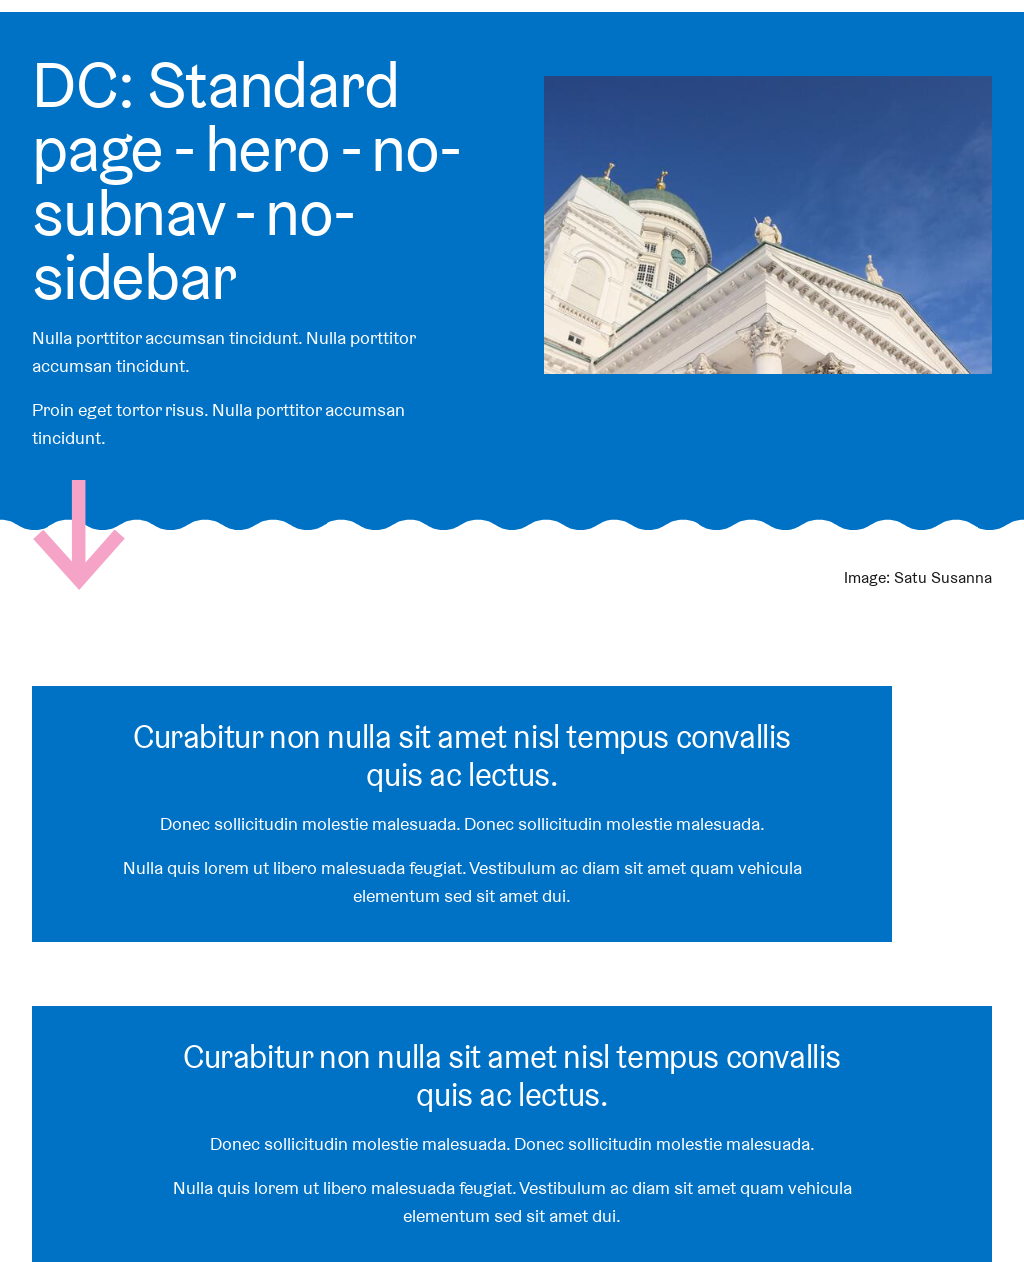 DC: Standard
page - hero - no-
subnav - no-
sidebar
Nulla porttitor accumsan tincidunt. Nulla porttitor
accumsan tincidunt.
Proin eget tortor risus. Nulla porttitor accumsan
tincidunt.
Image: Satu Susanna
Curabitur non nulla sit amet nisl tempus convallis
quis ac lectus.
Donec sollicitudin molestie malesuada. Donec sollicitudin molestie malesuada.
Nulla quis lorem ut libero malesuada feugiat. Vestibulum ac diam sit amet quam vehicula
elementum sed sit amet dui.
Curabitur non nulla sit amet nisl tempus convallis
quis ac lectus.
Donec sollicitudin molestie malesuada. Donec sollicitudin molestie malesuada.
Nulla quis lorem ut libero malesuada feugiat. Vestibulum ac diam sit amet quam vehicula
elementum sed sit amet dui.